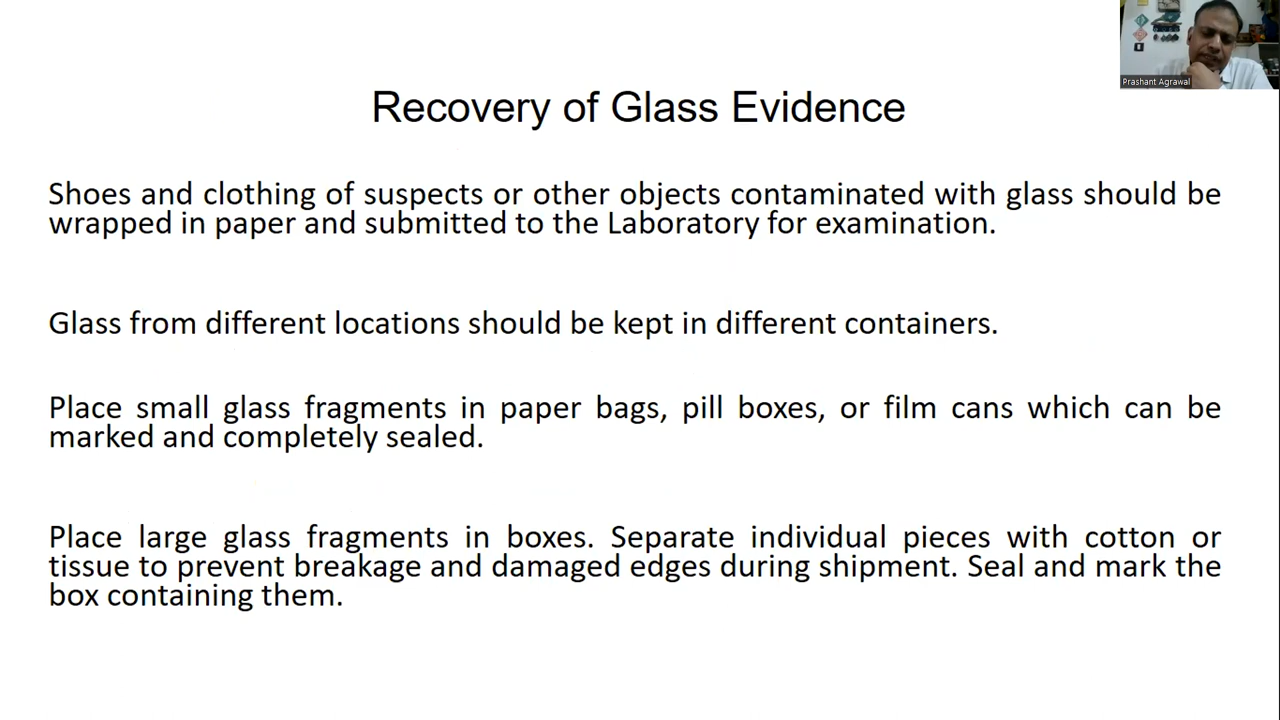 Prashant Agrawal
Recovery of Glass Evidence
Shoes and clothing of suspects or other objects contaminated with glass should be
wrapped in paper and submitted to the Laboratory for examination.
Glass from different locations should be kept in different containers.
Place small glass fragments in paper bags, pill boxes, or film cans which can be
marked and completely sealed.
Place large glass fragments in boxes. Separate individual pieces with cotton or
tissue to prevent breakage and damaged edges during shipment. Seal and mark the
box containing them.